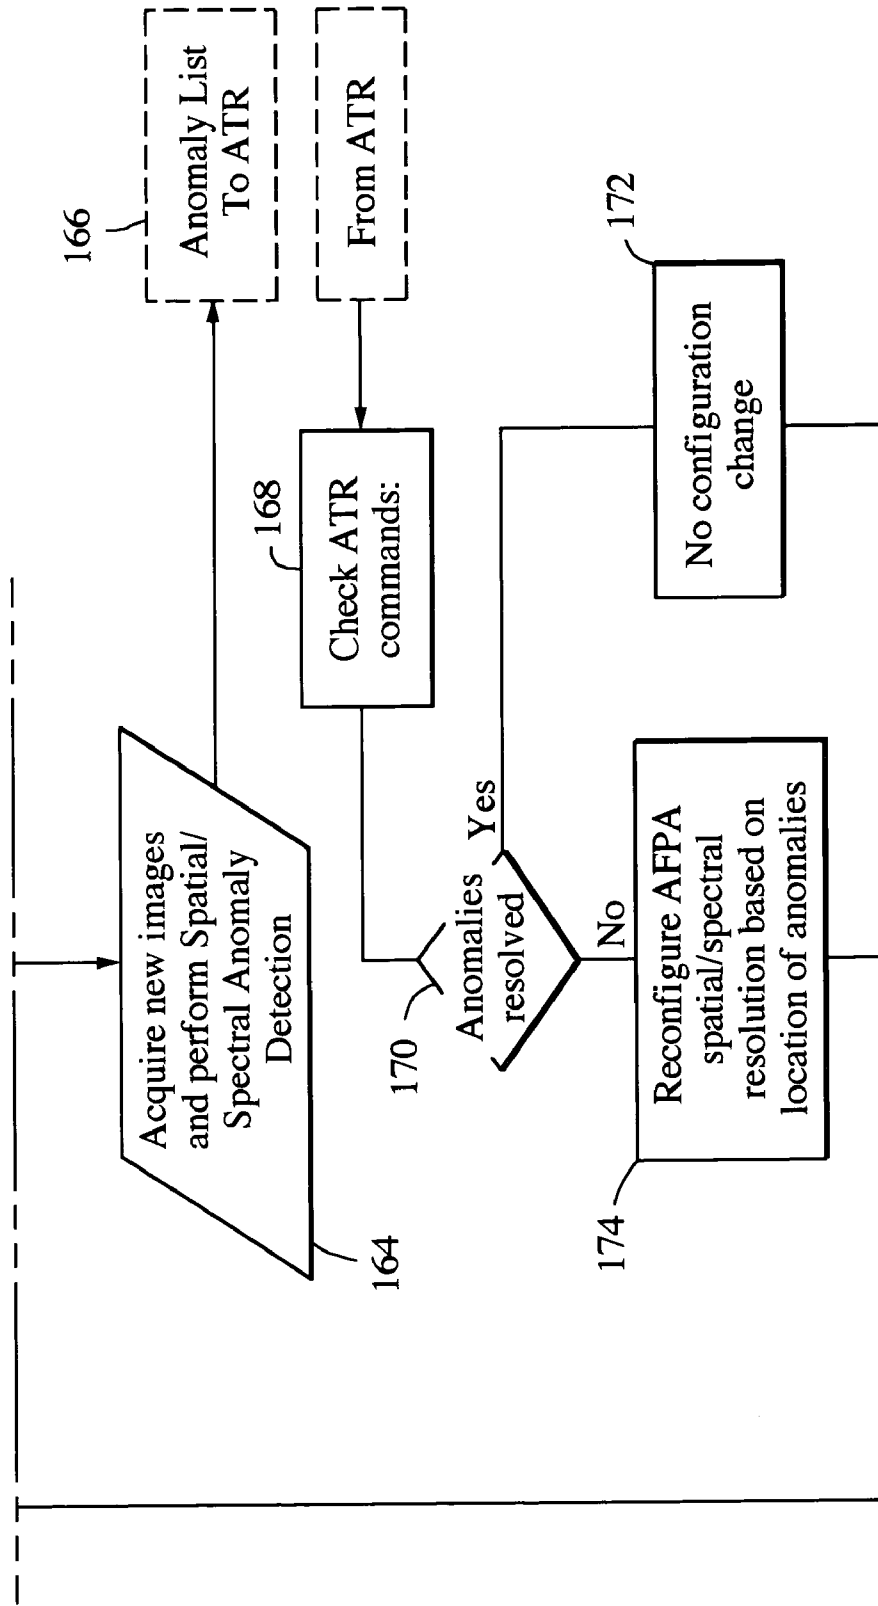 Acquire new images
and perform Spatial/
Spectral Anomaly
Detection
164
166
Anomaly List
To ATR
From ATR
168
Check ATR
commands:
170
Anomalies
resolved
Yes
No
172
No configuration
change
174
Reconfigure AFPA
spatial/spectral
resolution based on
location of anomalies